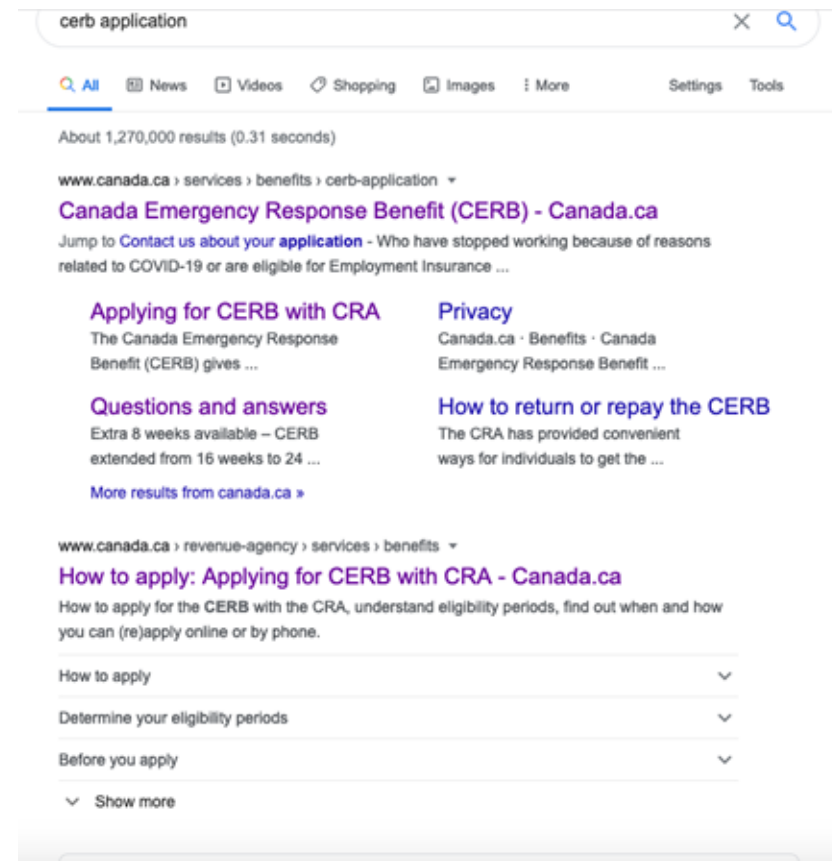 cerb application
All News Videos Shopping Images More Settings Tools
About 1,270,000 results (0.31 seconds)
www.canada.ca › services › benefits › cerb-application
Canada Emergency Response Benefit (CERB) - Canada.ca
Jump to Contact us about your application - Who have stopped working because of reasons
related to COVID-19 or are eligible for Employment Insurance ...
Applying for CERB with CRA
The Canada Emergency Response
Benefit (CERB) gives ...
Privacy
Canada.ca · Benefits · Canada
Emergency Response Benefit ...
Questions and answers
Extra 8 weeks available – CERB
extended from 16 weeks to 24 ...
How to return or repay the CERB
The CRA has provided convenient
ways for individuals to get the ...
More results from canada.ca »
www.canada.ca › revenue-agency › services › benefits
How to apply: Applying for CERB with CRA - Canada.ca
How to apply for the CERB with the CRA, understand eligibility periods, find out when and how
you can (re)apply online or by phone.
How to apply
Determine your eligibility periods
Before you apply
Show more